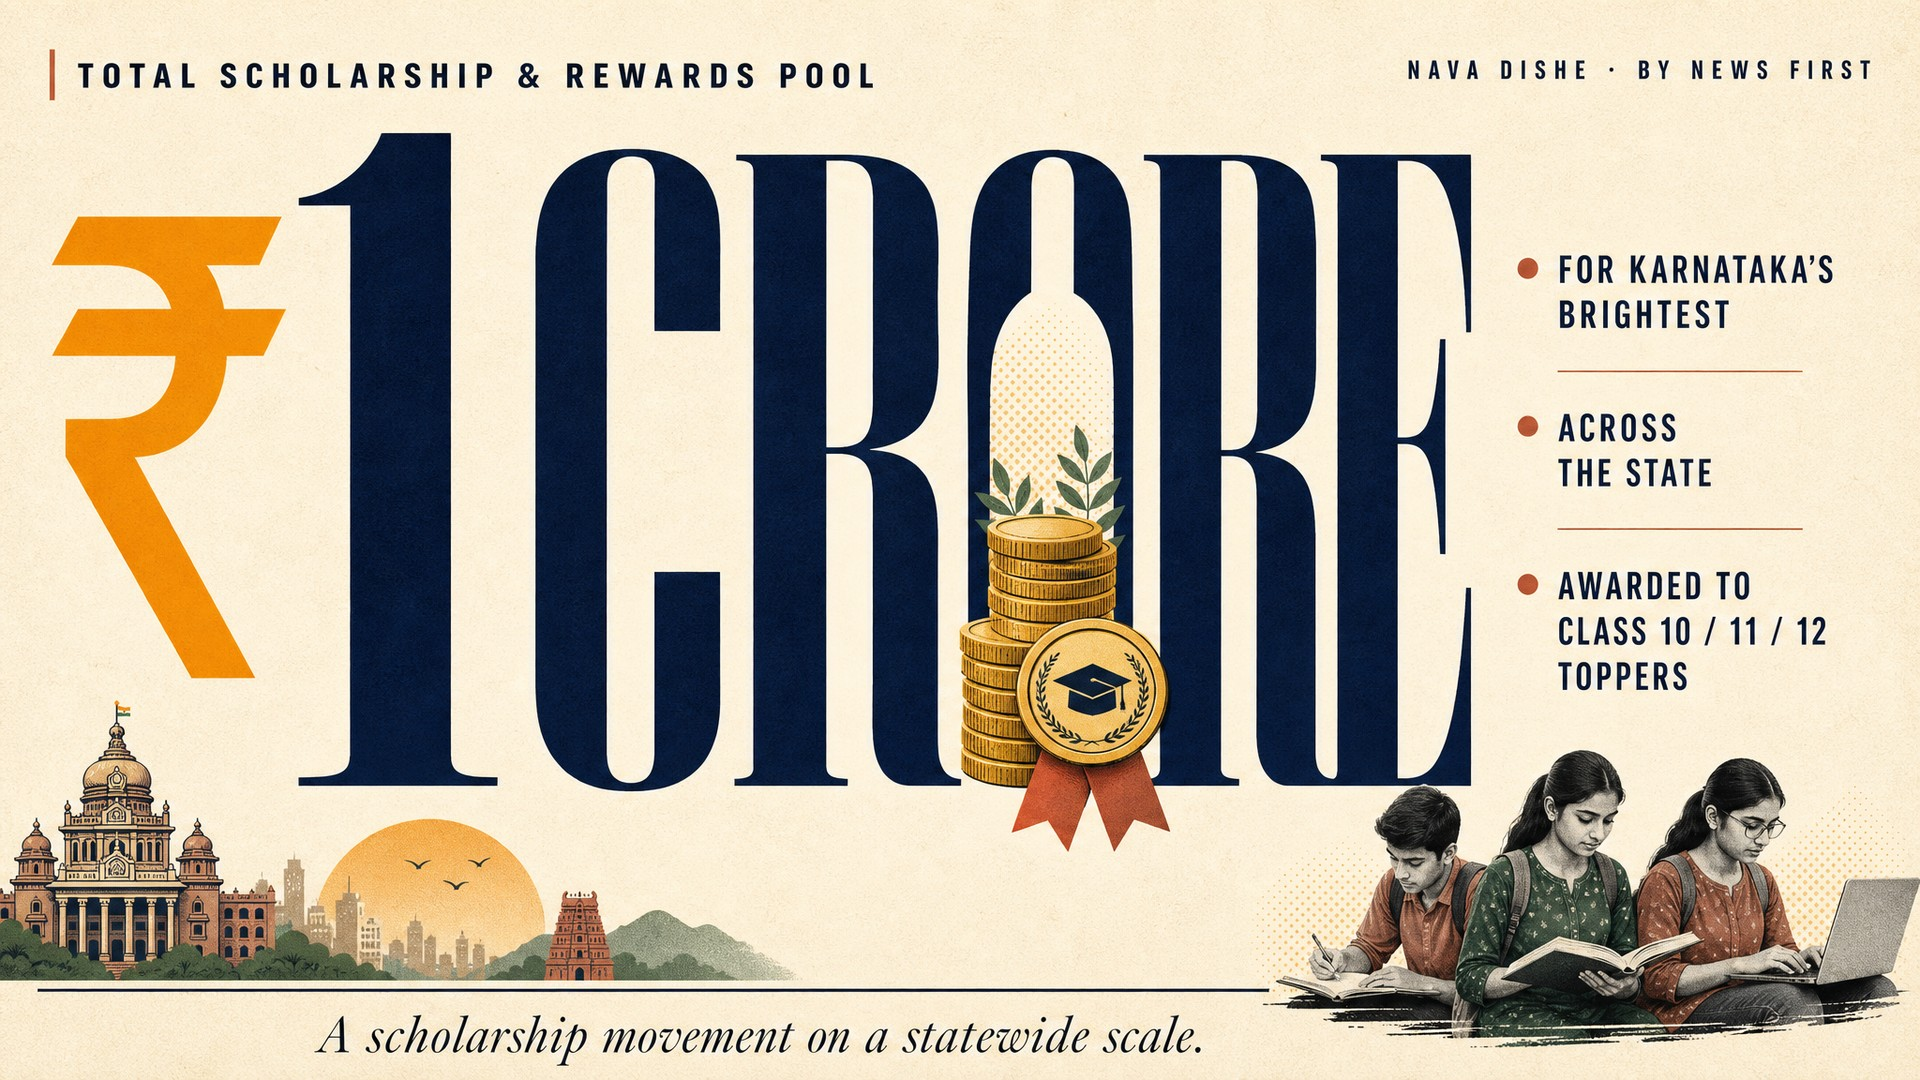 TOTAL SCHOLARSHIP & REWARDS POOL
NAVA DISHE · BY NEWS FIRST
₹1CRORE
FOR KARNATAKA’S
BRIGHTEST
ACROSS
THE STATE
AWARDED TO
CLASS 10 / 11 / 12
TOPPERS
A scholarship movement on a statewide scale.